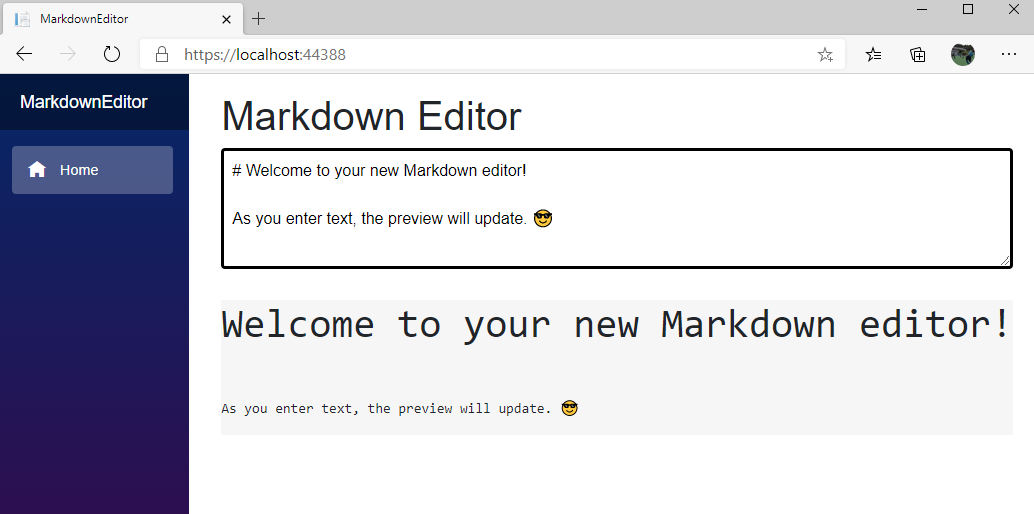 MarkdownEditor
https://localhost:44388
MarkdownEditor
Home
Markdown Editor
# Welcome to your new Markdown editor!
As you enter text, the preview will update. 😎
Welcome to your new Markdown editor!
As you enter text, the preview will update. 😎